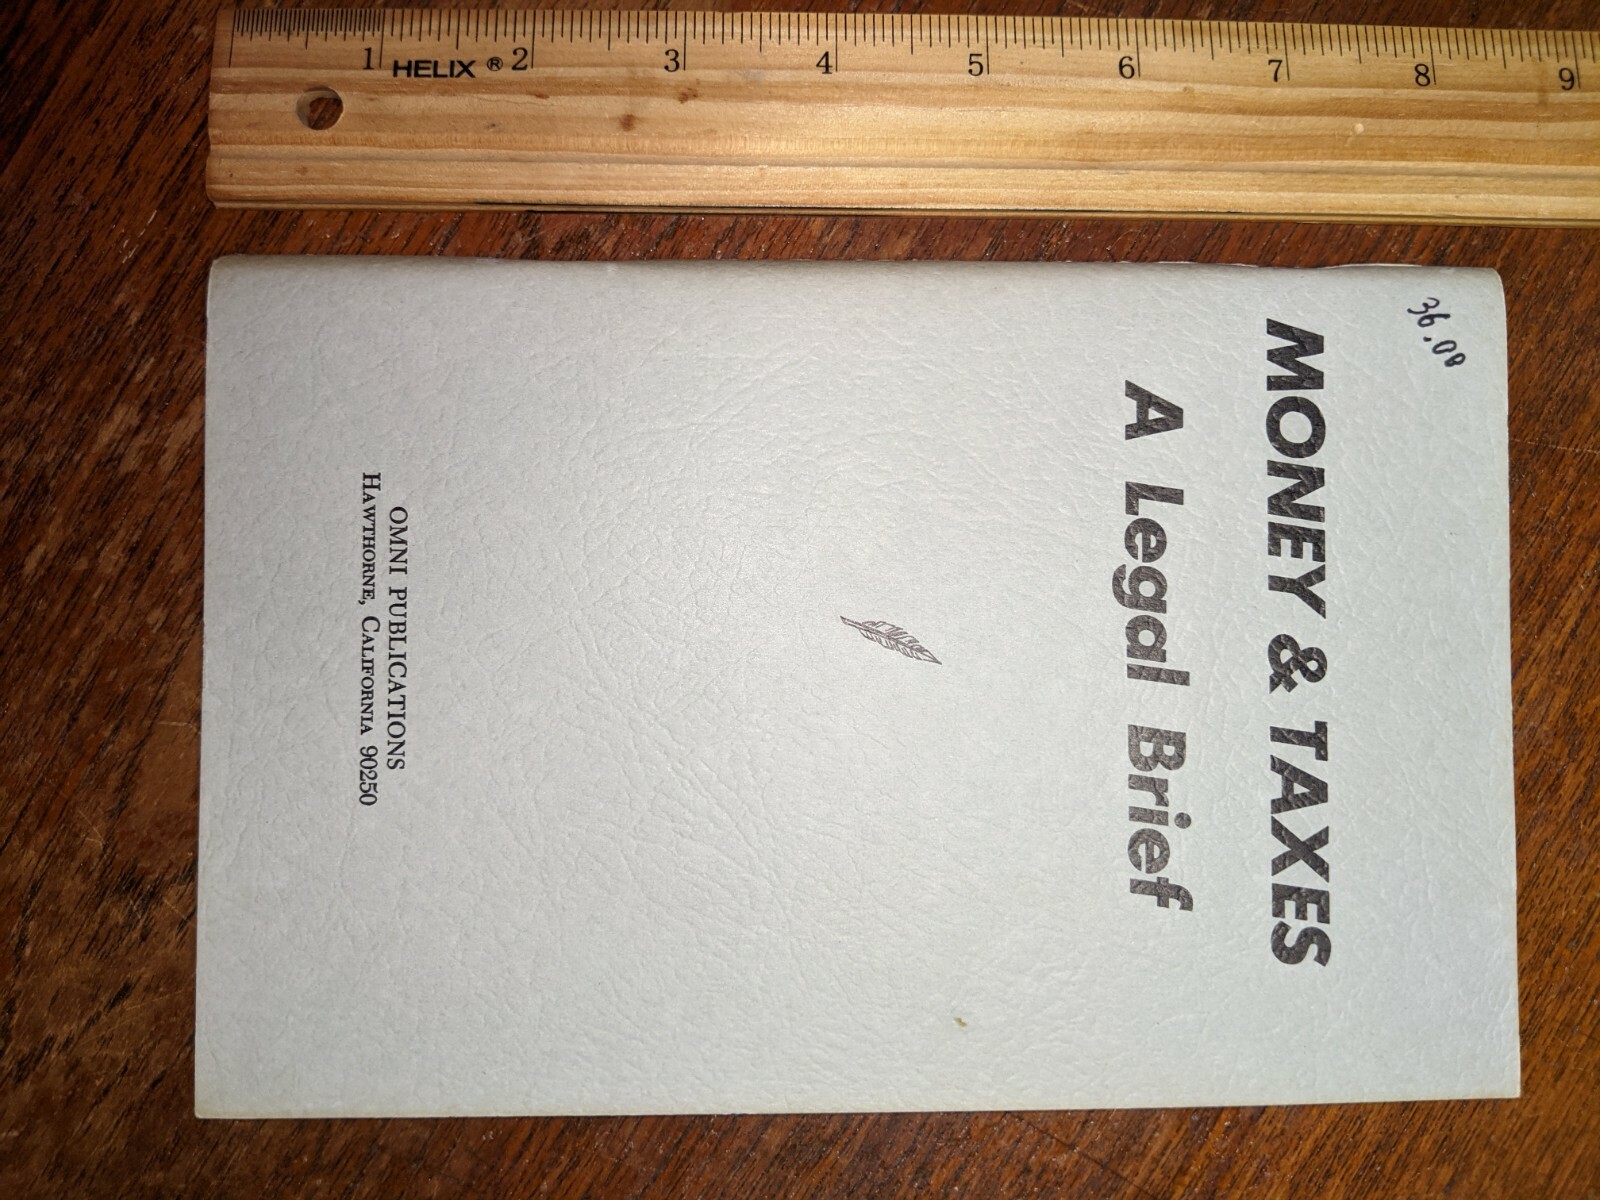 1 HELIX ® 2 3 4 5 6 7 8 9
36.00
MONEY & TAXES
A Legal Brief
OMNI PUBLICATIONS
HAWTHORNE, CALIFORNIA 90250